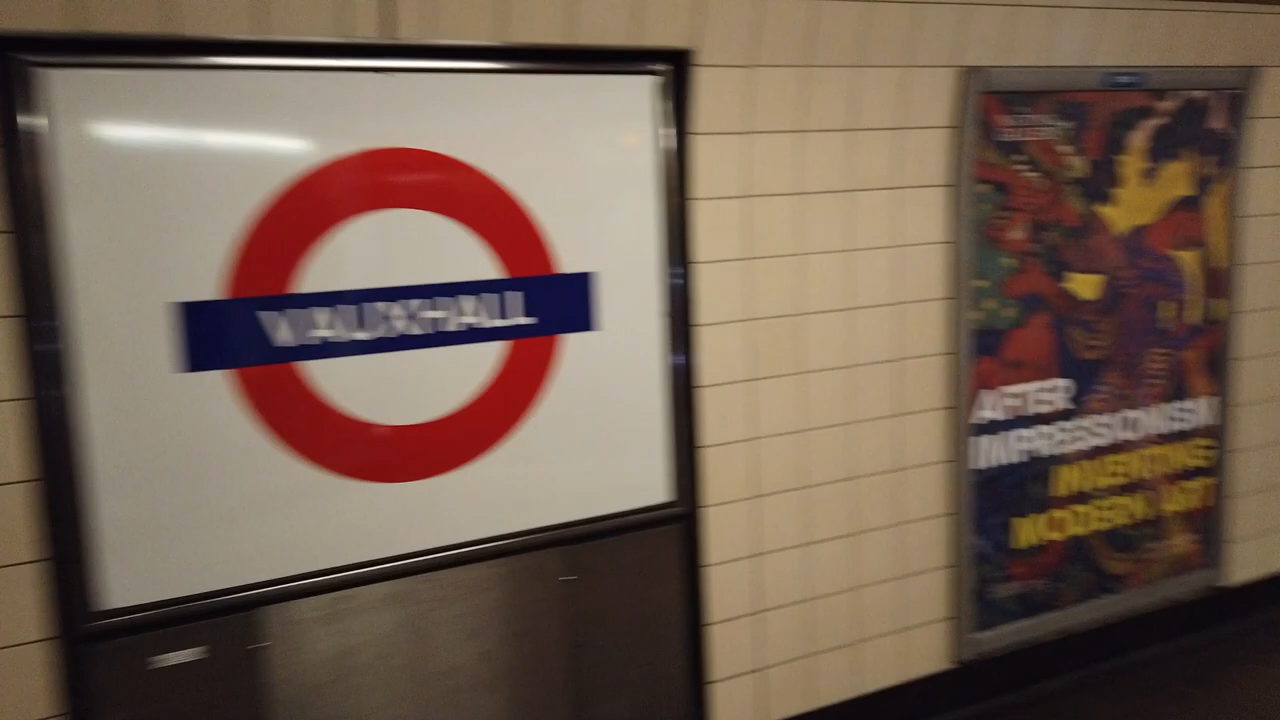 VAUXHALL
AFTER
IMPRESSIONISM
INVENTING
MODERN ART